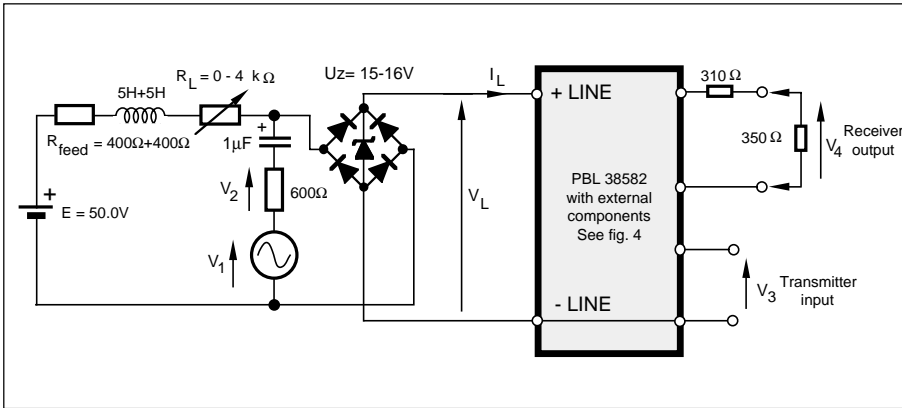 R_L = 0 - 4 kΩ
5H+5H
Uz= 15-16V
I_L
R_feed = 400Ω+400Ω
+
1µF
600Ω
V_2
V_1
+
E = 50.0V
V_L
+ LINE
PBL 38582
with external
components
See fig. 4
- LINE
310 Ω
350 Ω
V_4
Receiver
output
V_3
Transmitter
input